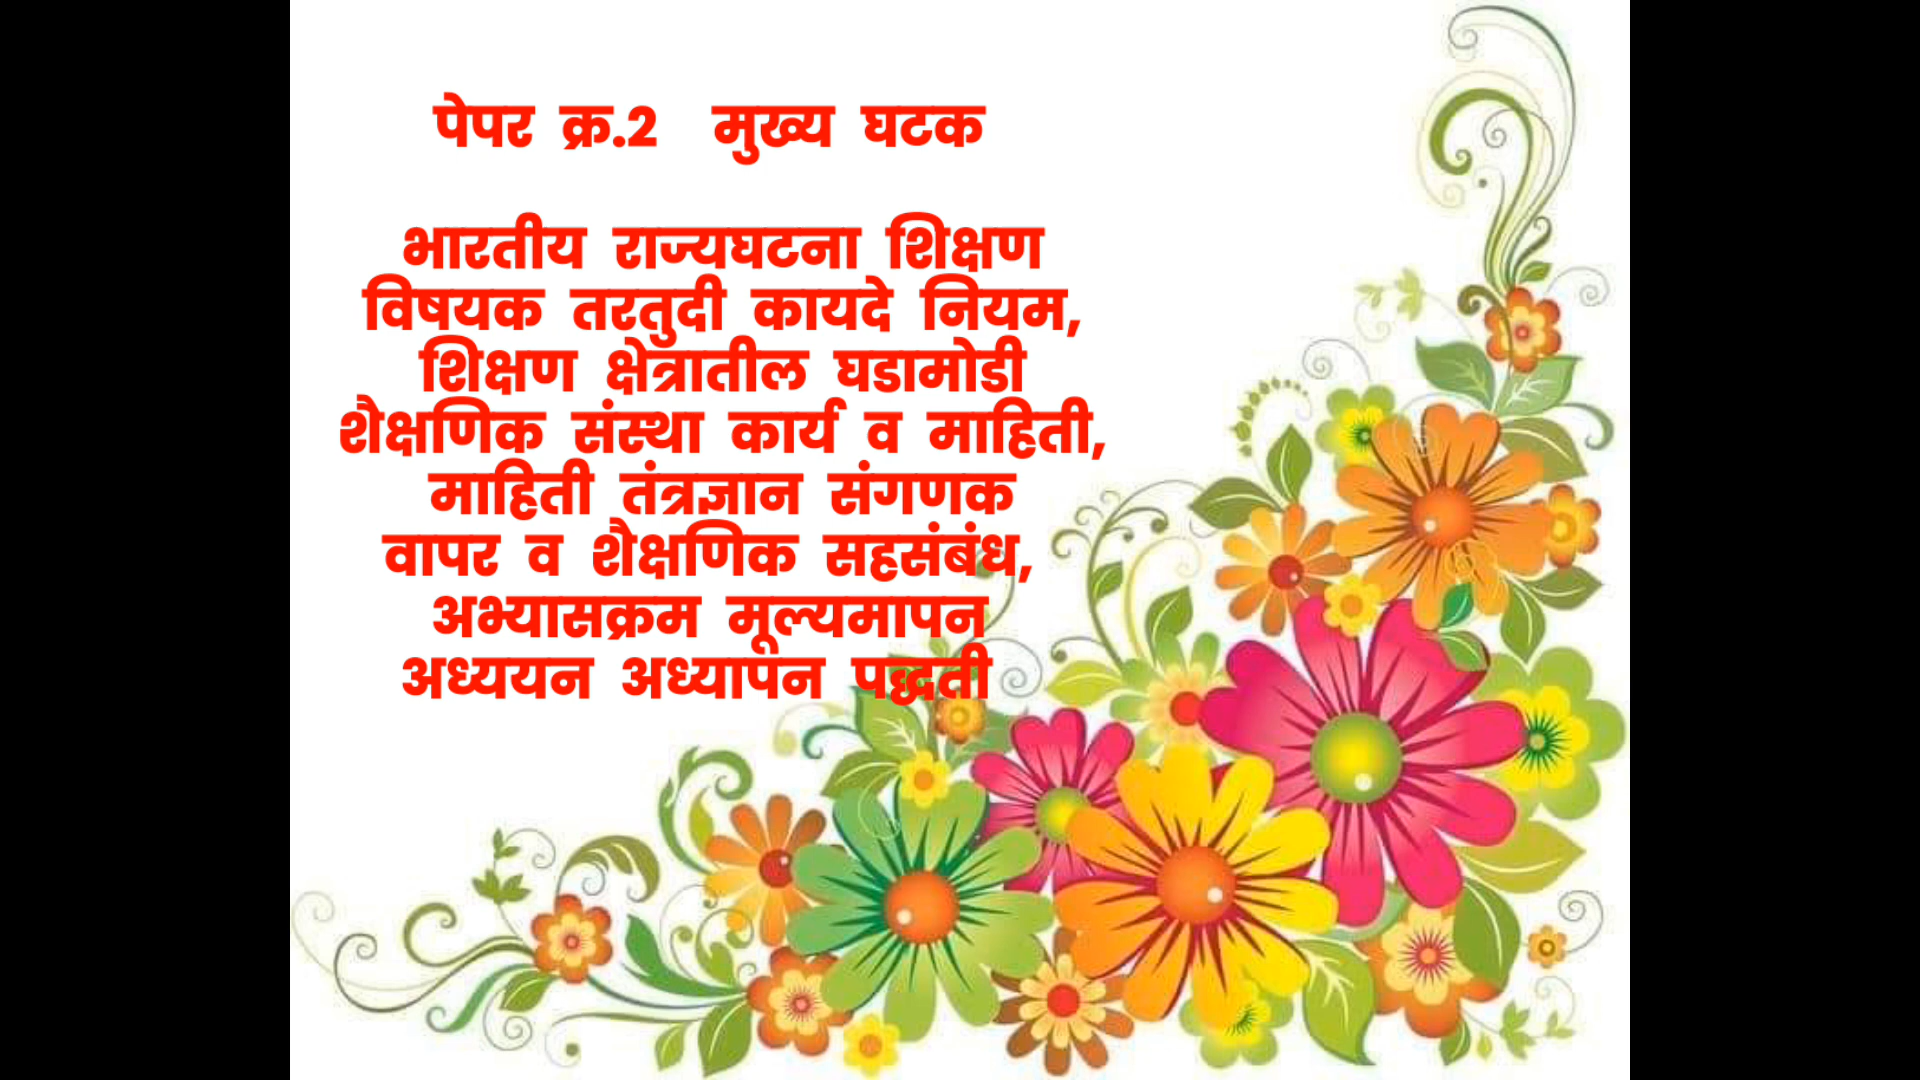 पेपर क्र.2 मुख्य घटक
भारतीय राज्यघटना शिक्षण
विषयक तरतुदी कायदे नियम,
शिक्षण क्षेत्रातील घडामोडी
शैक्षणिक संस्था कार्य व माहिती,
माहिती तंत्रज्ञान संगणक
वापर व शैक्षणिक सहसंबंध,
अभ्यासक्रम मूल्यमापन
अध्ययन अध्यापन पद्धती